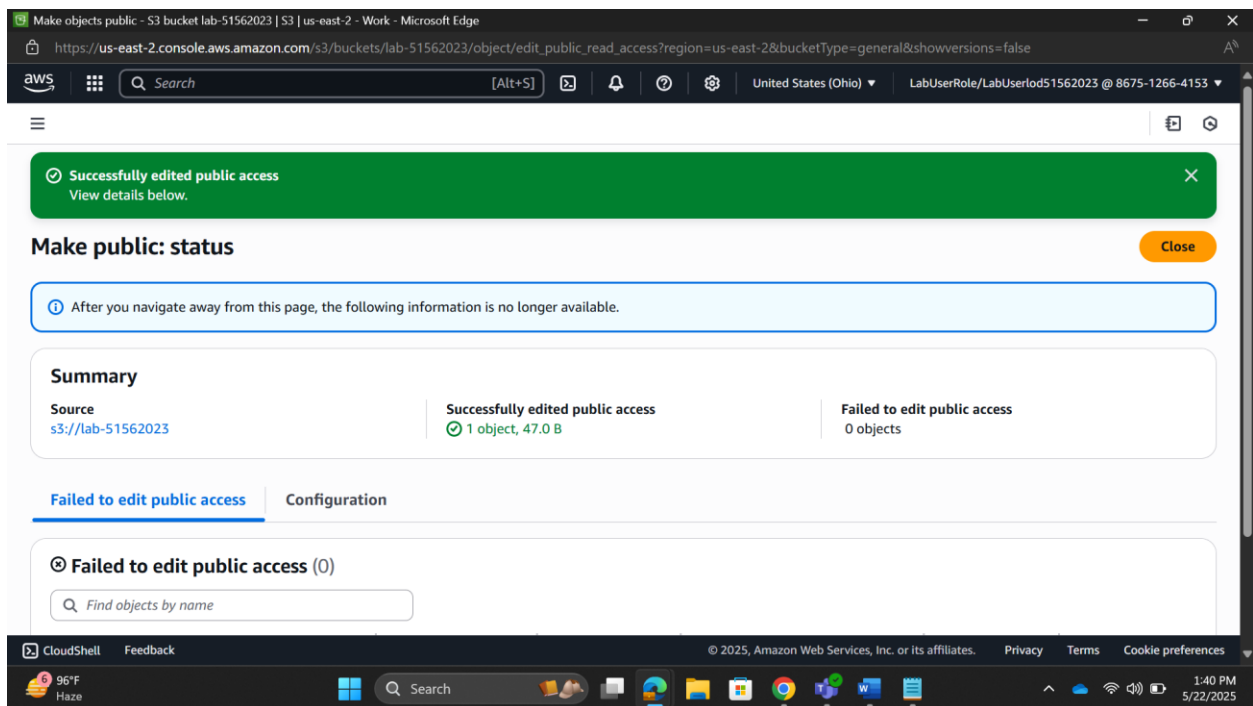 Make objects public - S3 bucket lab-51562023 | S3 | us-east-2 - Work - Microsoft Edge
https://us-east-2.console.aws.amazon.com/s3/buckets/lab-51562023/object/edit_public_read_access?region=us-east-2&bucketType=general&showversions=false
aws Search [Alt+S] United States (Ohio) LabUserRole/LabUserlod51562023 @ 8675-1266-4153
Successfully edited public access
View details below.
Make public: status Close
After you navigate away from this page, the following information is no longer available.
Summary
Source Successfully edited public access Failed to edit public access
s3://lab-51562023 1 object, 47.0 B 0 objects
Failed to edit public access Configuration
Failed to edit public access (0)
Find objects by name
CloudShell Feedback © 2025, Amazon Web Services, Inc. or its affiliates. Privacy Terms Cookie preferences
6 96°F Search 1:40 PM
Haze 5/22/2025